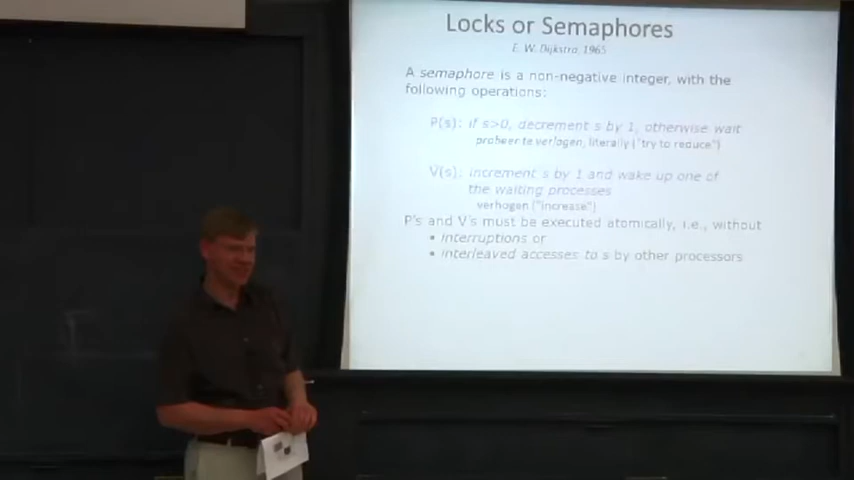 Locks or Semaphores
E. W. Dijkstra, 1965
A semaphore is a non-negative integer, with the
following operations:
P(s): if s>0, decrement s by 1, otherwise wait
probeer te verlagen, literally ("try to reduce")
V(s): increment s by 1 and wake up one of
the waiting processes
verhogen ("increase")
P's and V's must be executed atomically, i.e., without
• interruptions or
• interleaved accesses to s by other processors